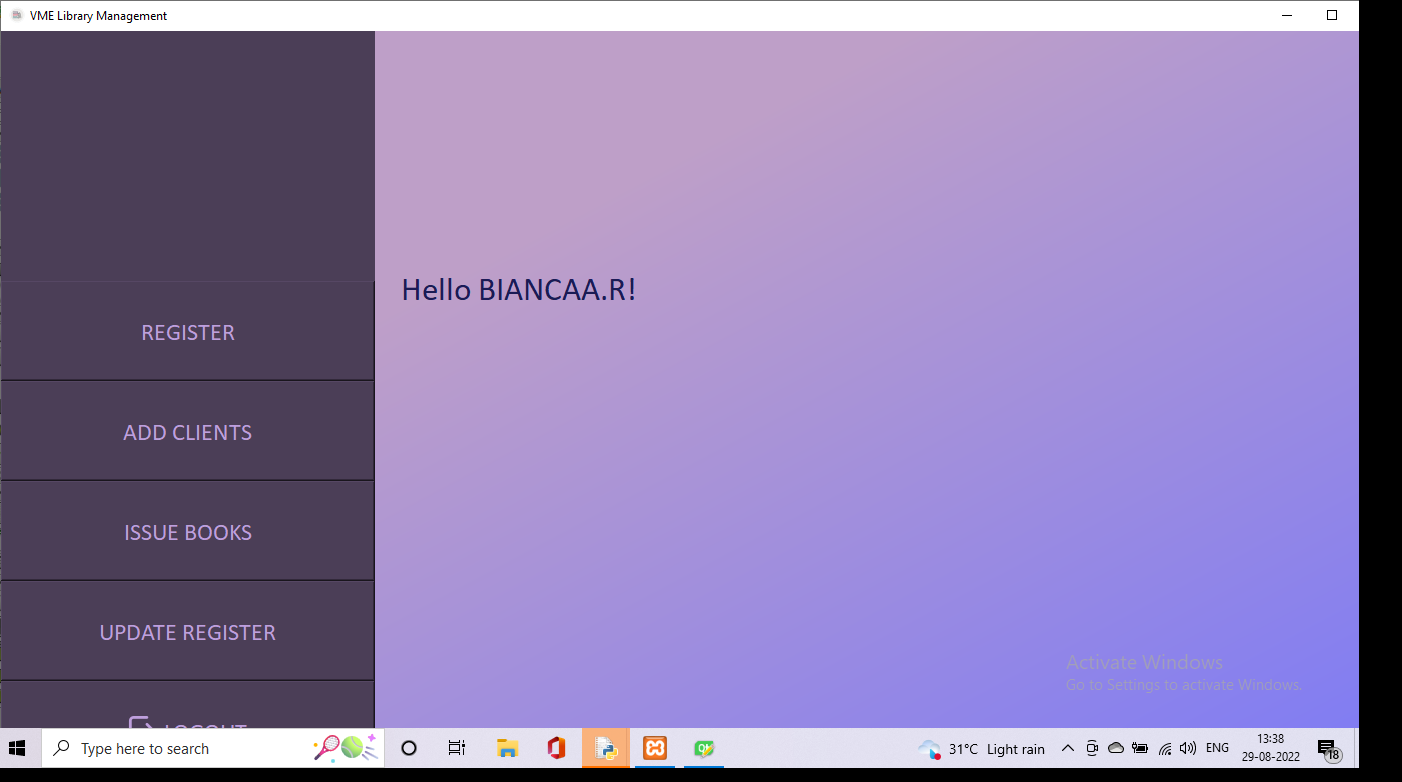 VME Library Management
Hello BIANCAA.R!
REGISTER
ADD CLIENTS
ISSUE BOOKS
UPDATE REGISTER
LOGOUT
Activate Windows
Go to Settings to activate Windows.
Type here to search
31°C Light rain
ENG
13:38
29-08-2022
18